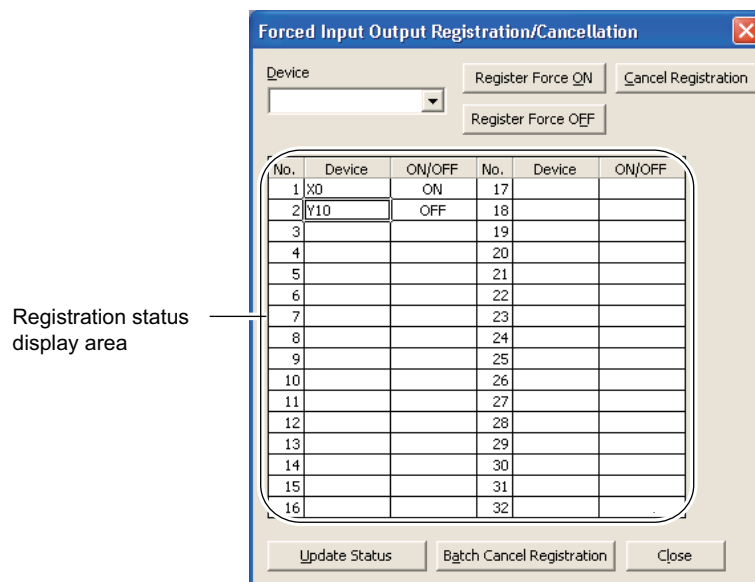 Forced Input Output Registration/Cancellation
Device
Register Force ON
Cancel Registration
Register Force OFF
No. Device ON/OFF No. Device ON/OFF
1 X0 ON 17
2 Y10 OFF 18
3 19
4 20
5 21
6 22
7 23
8 24
9 25
10 26
11 27
12 28
13 29
14 30
15 31
16 32
Registration status
display area
Update Status
Batch Cancel Registration
Close